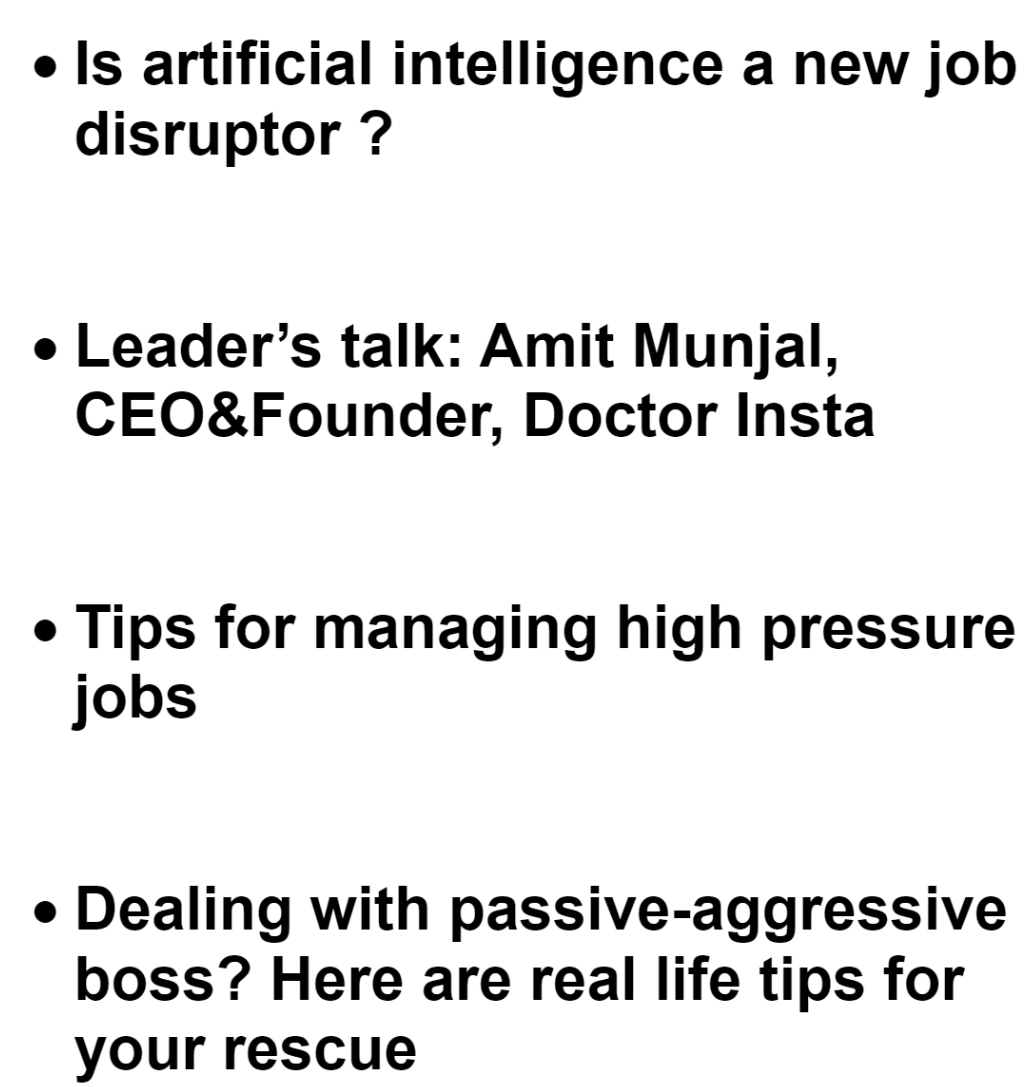 • Is artificial intelligence a new job
disruptor ?
• Leader’s talk: Amit Munjal,
CEO&Founder, Doctor Insta
• Tips for managing high pressure
jobs
• Dealing with passive-aggressive
boss? Here are real life tips for
your rescue